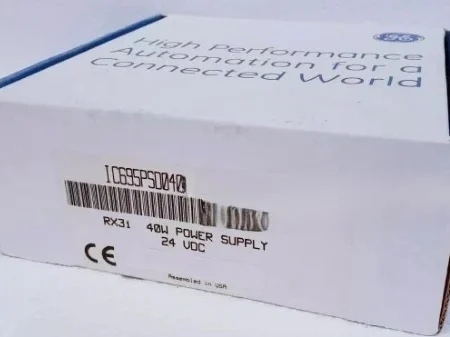 High Performance
Automation for a
Connected World
GE
IC695PSD040
RX3i 40W POWER SUPPLY
24 VDC
CE
Assembled in USA